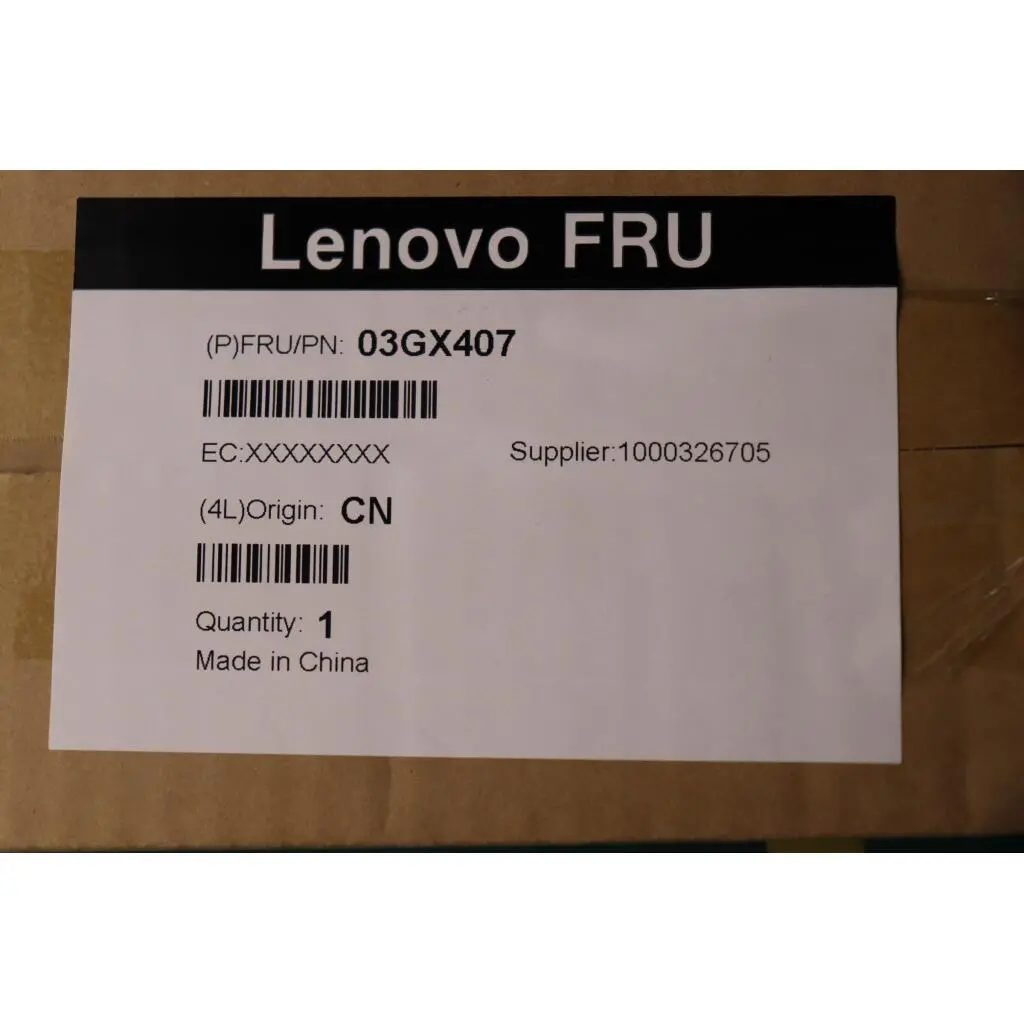 Lenovo FRU
(P)FRU/PN: 03GX407
EC:XXXXXXXX Supplier:1000326705
(4L)Origin: CN
Quantity: 1
Made in China